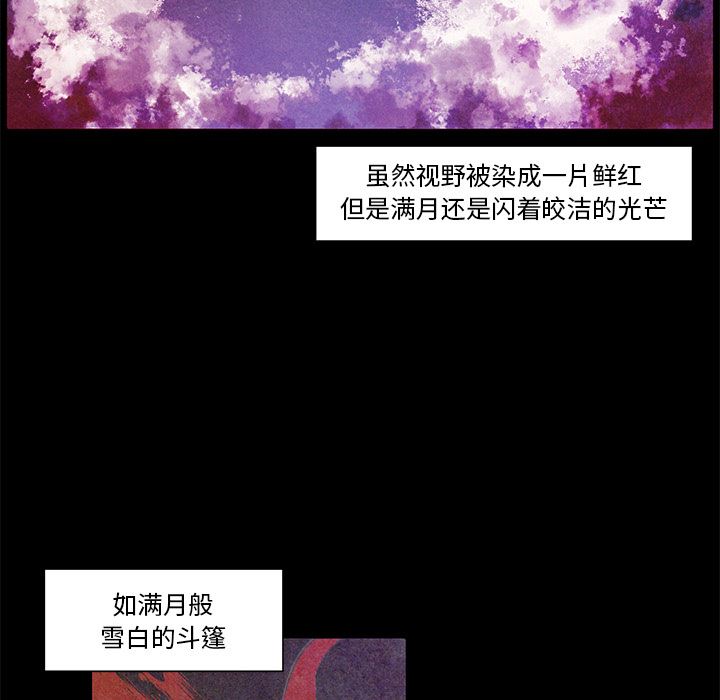 虽然视野被染成一片鲜红
但是满月还是闪着皎洁的光芒
如满月般
雪白的斗篷